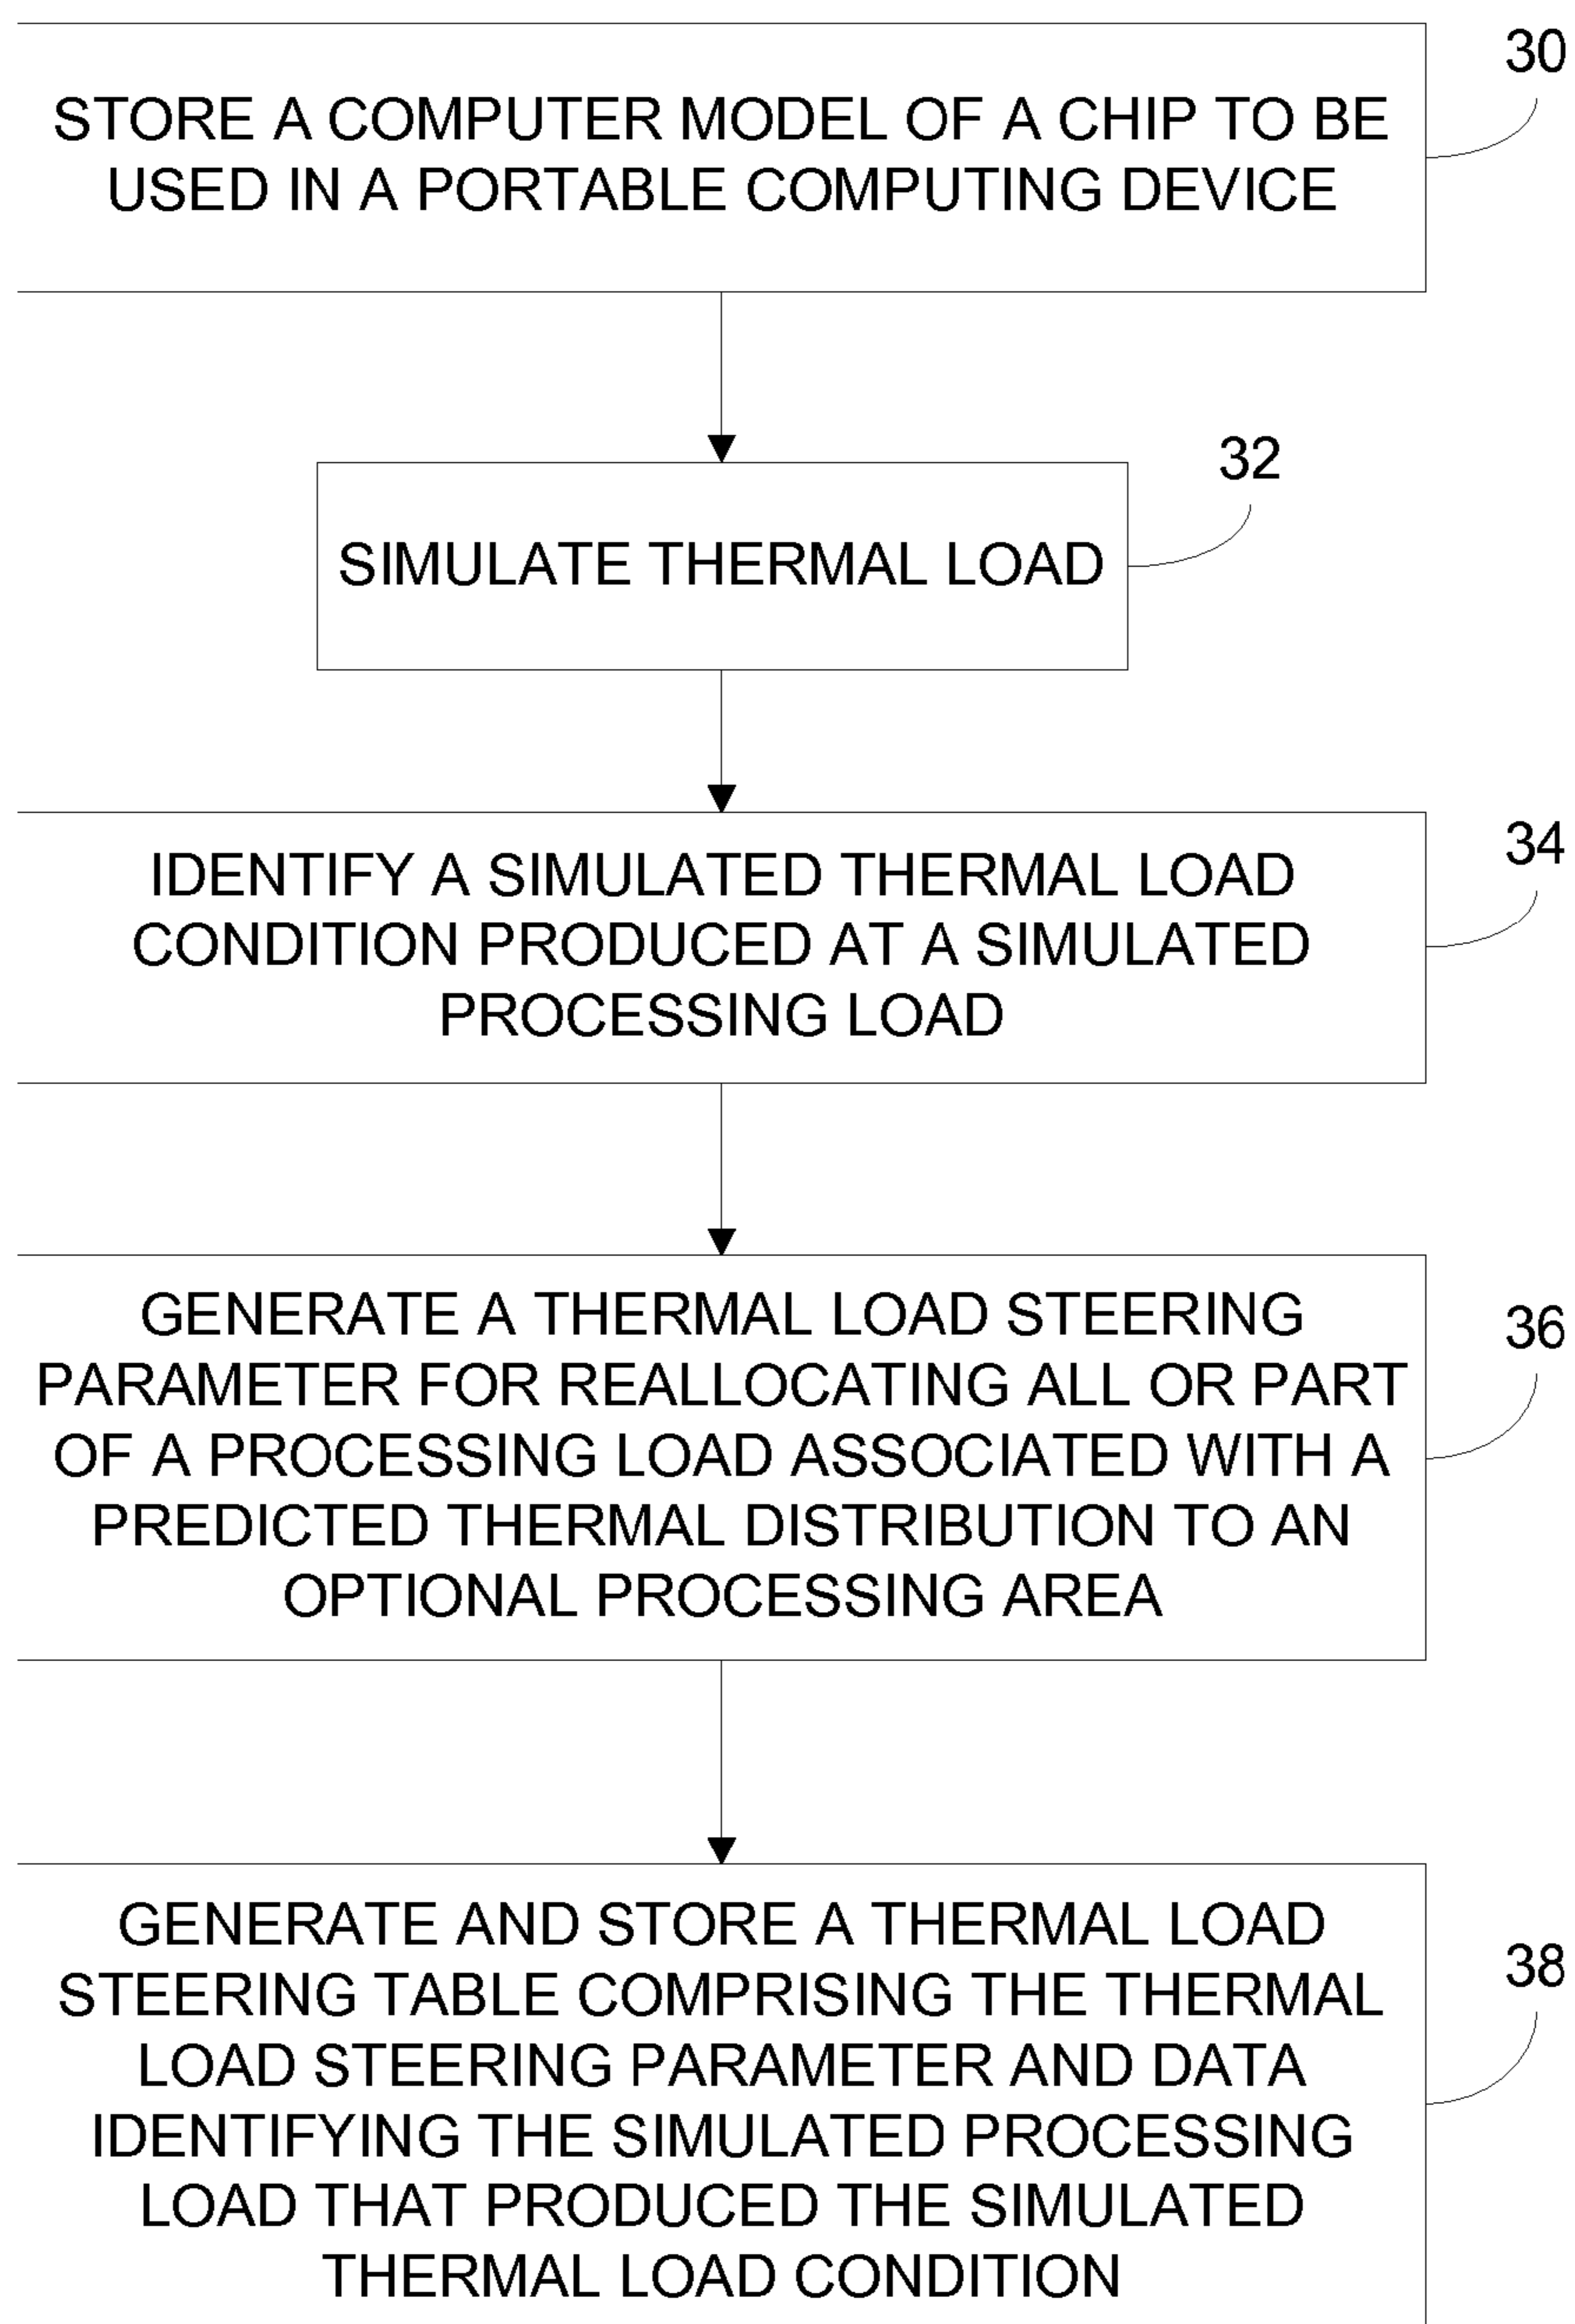 30
STORE A COMPUTER MODEL OF A CHIP TO BE
USED IN A PORTABLE COMPUTING DEVICE
32
SIMULATE THERMAL LOAD
34
IDENTIFY A SIMULATED THERMAL LOAD
CONDITION PRODUCED AT A SIMULATED
PROCESSING LOAD
36
GENERATE A THERMAL LOAD STEERING
PARAMETER FOR REALLOCATING ALL OR PART
OF A PROCESSING LOAD ASSOCIATED WITH A
PREDICTED THERMAL DISTRIBUTION TO AN
OPTIONAL PROCESSING AREA
38
GENERATE AND STORE A THERMAL LOAD
STEERING TABLE COMPRISING THE THERMAL
LOAD STEERING PARAMETER AND DATA
IDENTIFYING THE SIMULATED PROCESSING
LOAD THAT PRODUCED THE SIMULATED
THERMAL LOAD CONDITION